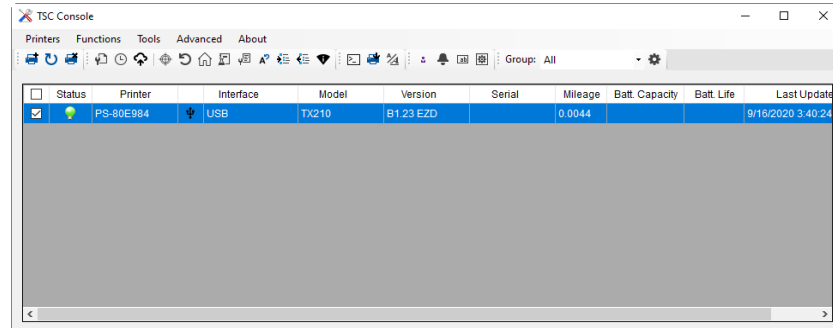 TSC Console
Printers Functions Tools Advanced About
Group: All
Status Printer Interface Model Version Serial Mileage Batt. Capacity Batt. Life Last Update
PS-80E984 USB TX210 B1.23 EZD 0.0044 9/16/2020 3:40:24